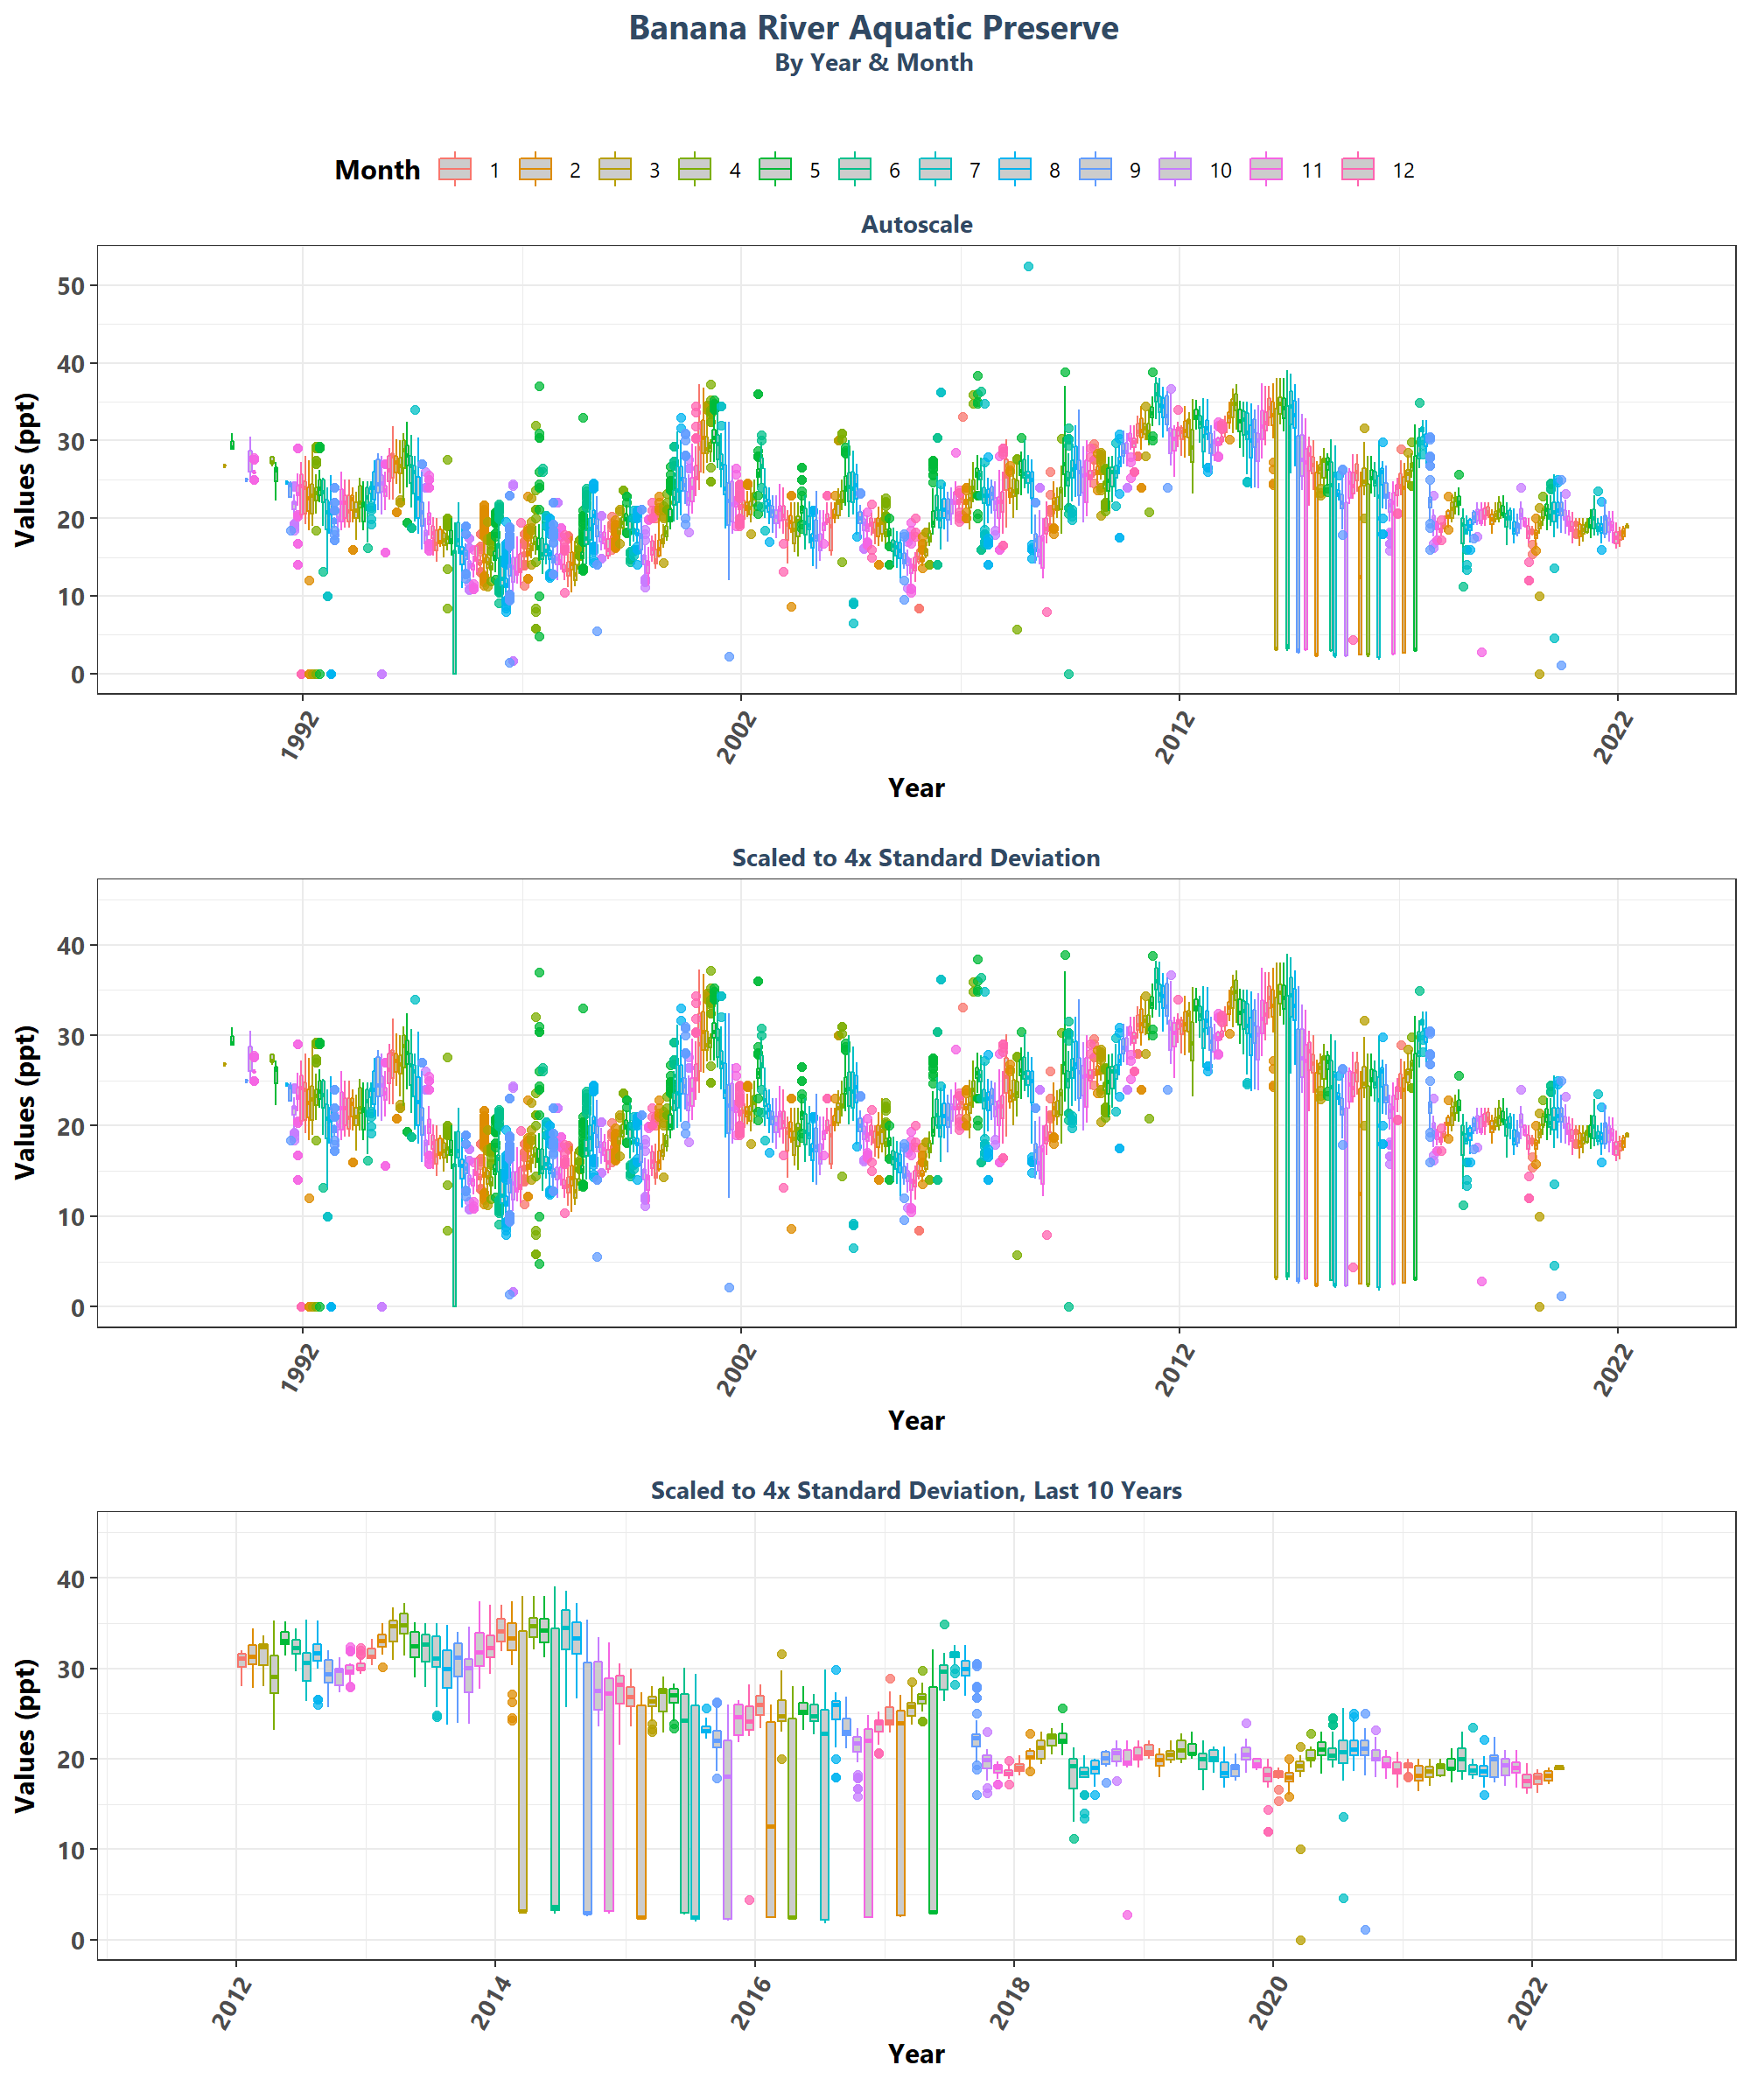 Banana River Aquatic Preserve
By Year & Month
Month 1 2 3 4 5 6 7 8 9 10 11 12
Autoscale
Values (ppt)
50
40
30
20
10
0
1992 2002 2012 2022
Year
Scaled to 4x Standard Deviation
Values (ppt)
40
30
20
10
0
1992 2002 2012 2022
Year
Scaled to 4x Standard Deviation, Last 10 Years
Values (ppt)
40
30
20
10
0
2012 2014 2016 2018 2020 2022
Year